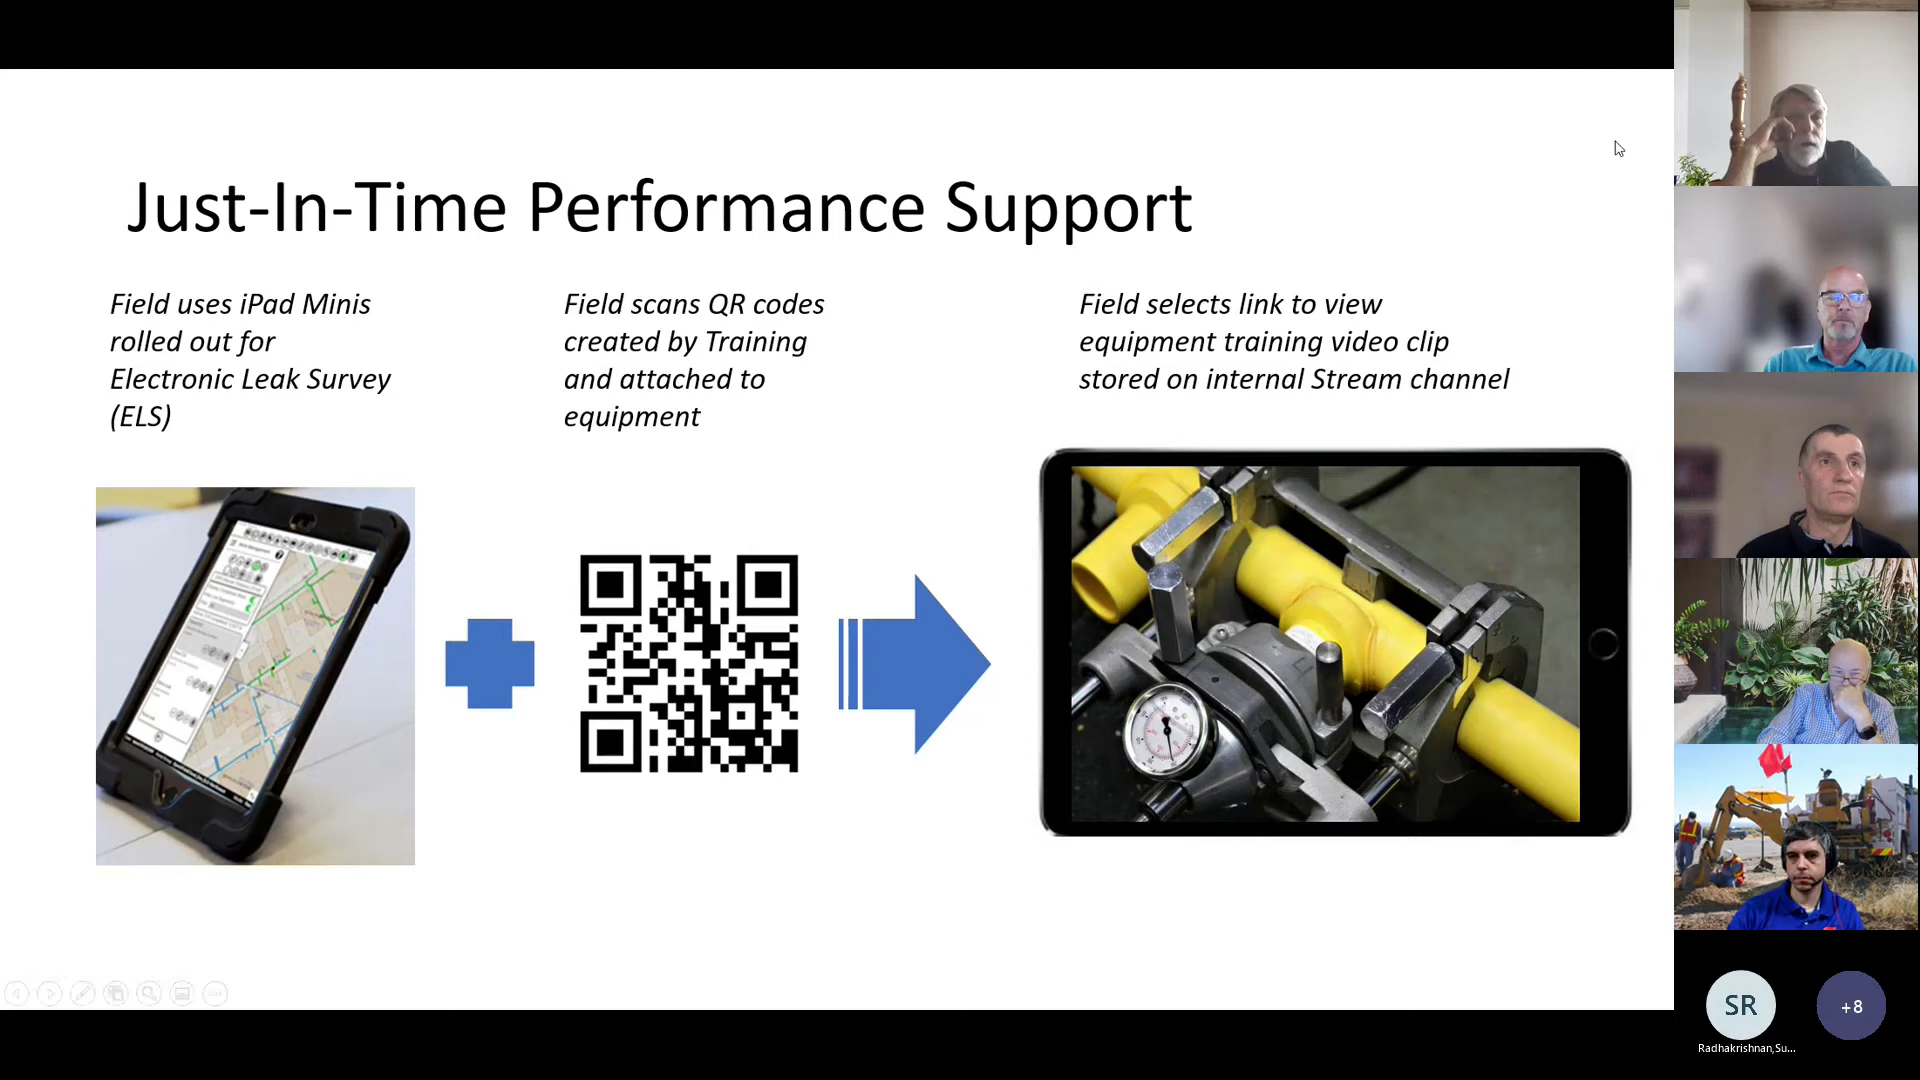 Just-In-Time Performance Support
Field uses iPad Minis
rolled out for
Electronic Leak Survey
(ELS)
Field scans QR codes
created by Training
and attached to
equipment
Field selects link to view
equipment training video clip
stored on internal Stream channel
SR
+8
Radhakrishnan,Su...